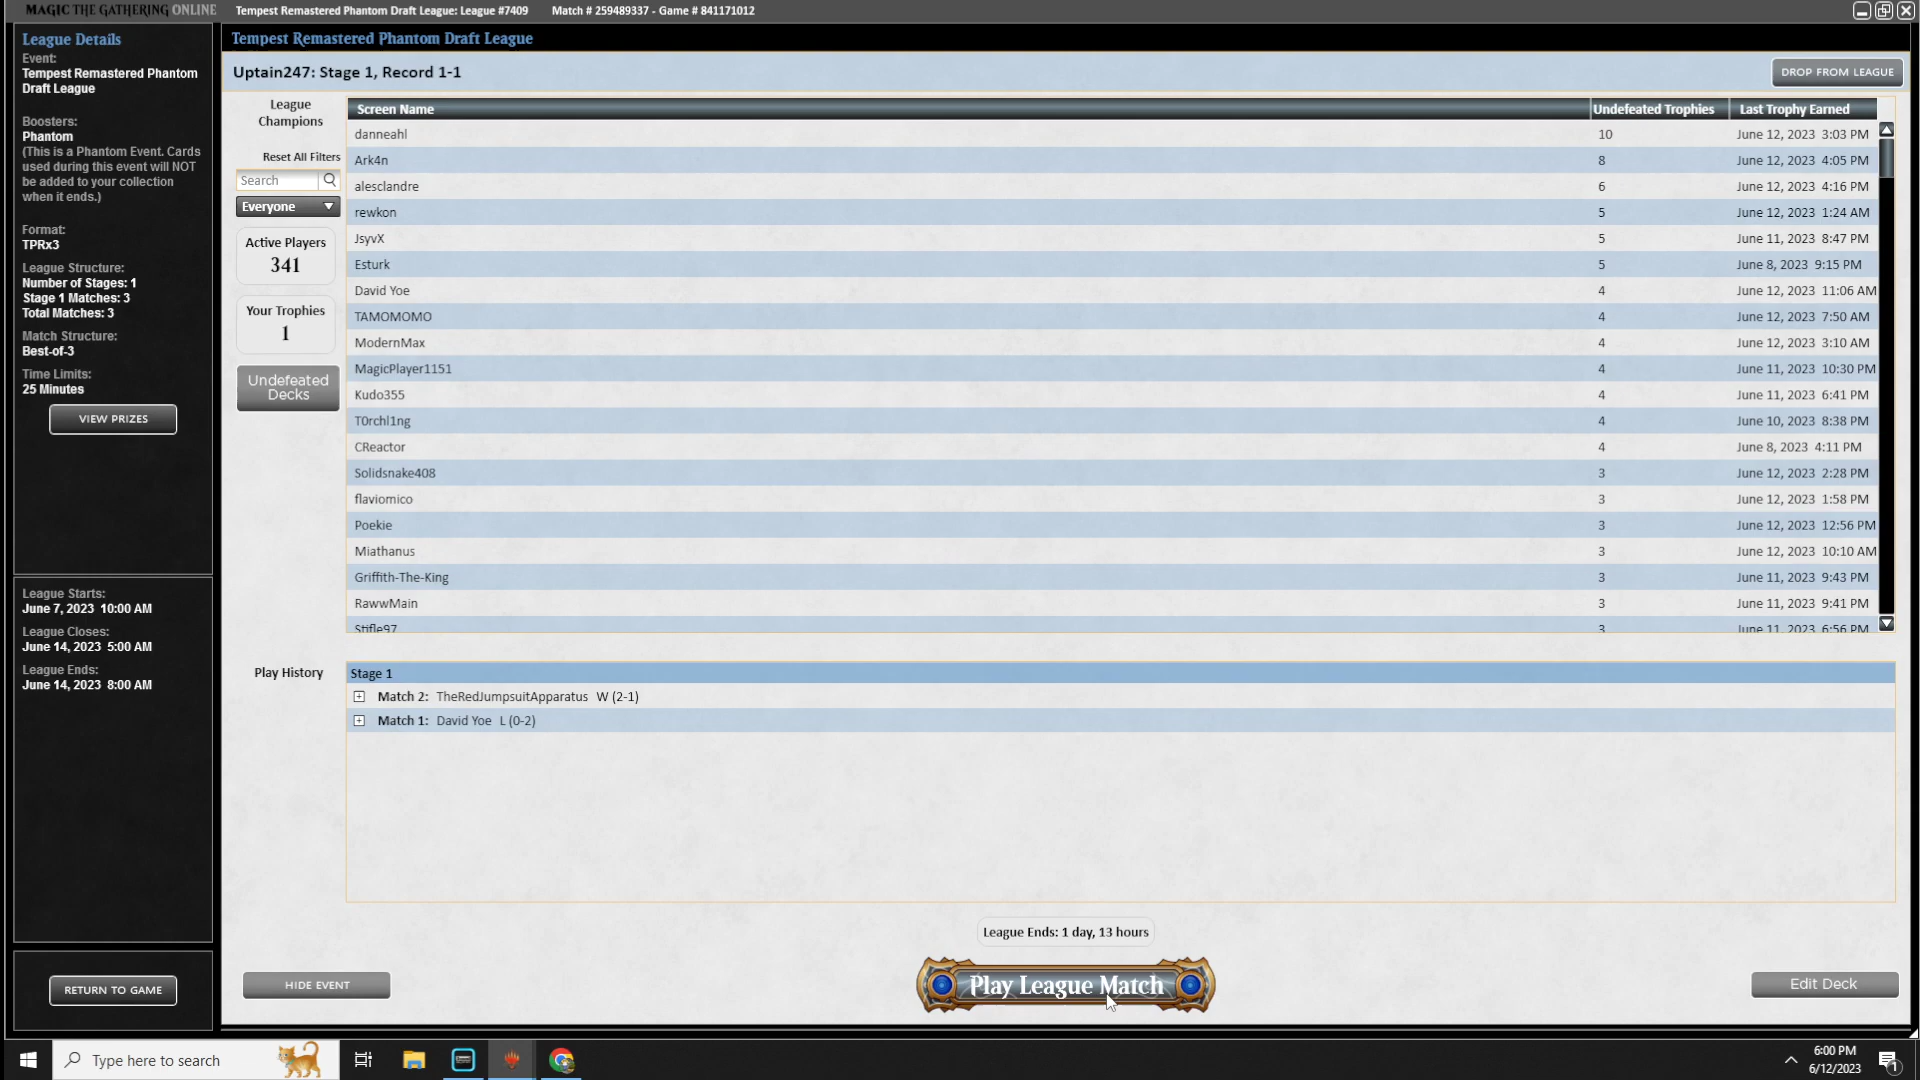 MAGIC THE GATHERING ONLINE Tempest Remastered Phantom Draft League: League #7409 Match # 259489337 - Game # 841171012
League Details
Event:
Tempest Remastered Phantom
Draft League
Boosters:
Phantom
(This is a Phantom Event. Cards
used during this event will NOT
be added to your collection
when it ends.)
Format:
TPRx3
League Structure:
Number of Stages: 1
Stage 1 Matches: 3
Total Matches: 3
Match Structure:
Best-of-3
Time Limits:
25 Minutes
VIEW PRIZES
League Starts:
June 7, 2023 10:00 AM
League Closes:
June 14, 2023 5:00 AM
League Ends:
June 14, 2023 8:00 AM
RETURN TO GAME
Tempest Remastered Phantom Draft League
Uptain247: Stage 1, Record 1-1
DROP FROM LEAGUE
League
Champions
Reset All Filters
Search
Everyone
Active Players
341
Your Trophies
1
Undefeated
Decks
Screen Name Undefeated Trophies Last Trophy Earned
danneahl 10 June 12, 2023 3:03 PM
Ark4n 8 June 12, 2023 4:05 PM
alesclandre 6 June 12, 2023 4:16 PM
rewkon 5 June 12, 2023 1:24 AM
JsyvX 5 June 11, 2023 8:47 PM
Esturk 5 June 8, 2023 9:15 PM
David Yoe 4 June 12, 2023 11:06 AM
TAMOMOMO 4 June 12, 2023 7:50 AM
ModernMax 4 June 12, 2023 3:10 AM
MagicPlayer1151 4 June 11, 2023 10:30 PM
Kudo355 4 June 11, 2023 6:41 PM
T0rchl1ng 4 June 10, 2023 8:38 PM
CReactor 4 June 8, 2023 4:11 PM
Solidsnake408 3 June 12, 2023 2:28 PM
flaviomico 3 June 12, 2023 1:58 PM
Poekie 3 June 12, 2023 12:56 PM
Miathanus 3 June 12, 2023 10:10 AM
Griffith-The-King 3 June 11, 2023 9:43 PM
RawwMain 3 June 11, 2023 9:41 PM
Stifle97 3 June 11, 2023 6:56 PM
Play History
Stage 1
Match 2: TheRedJumpsuitApparatus W (2-1)
Match 1: David Yoe L (0-2)
League Ends: 1 day, 13 hours
HIDE EVENT
Play League Match
Edit Deck
Type here to search
6:00 PM
6/12/2023
1